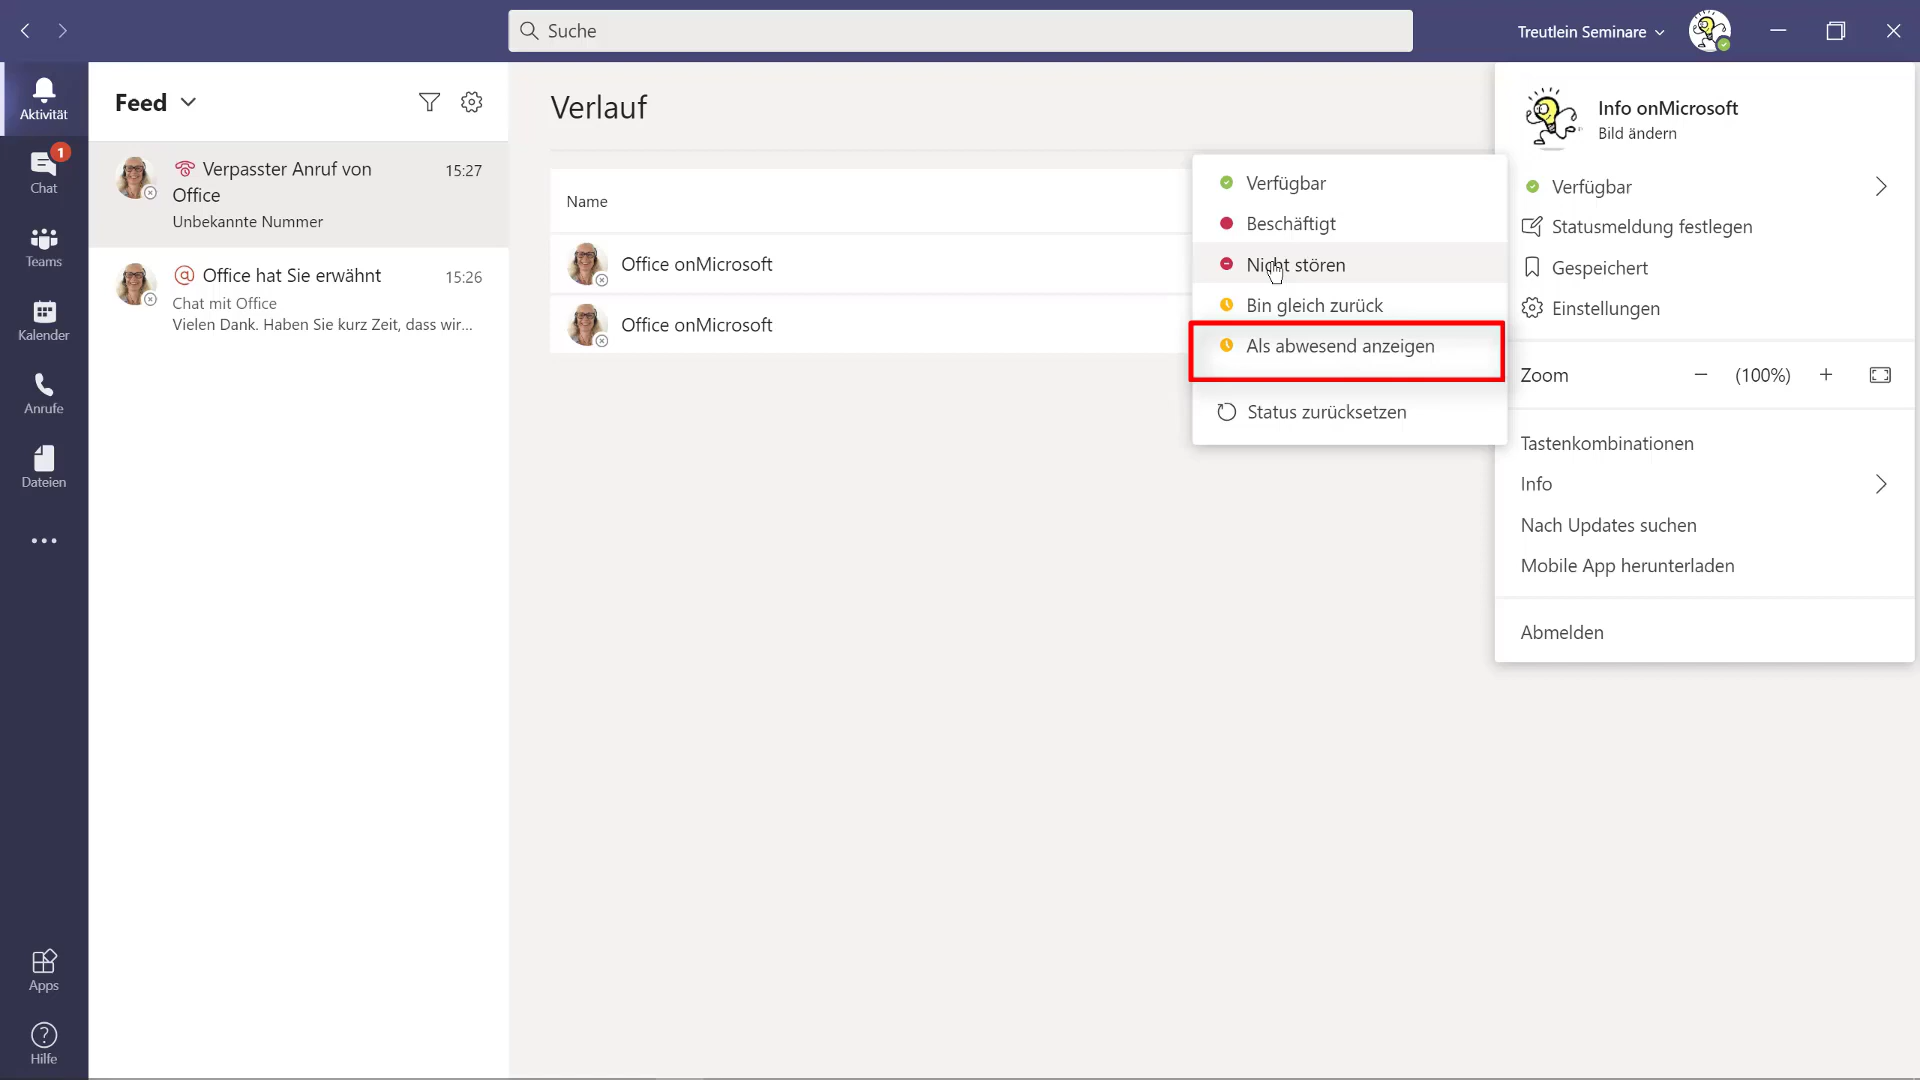 Suche
Treutlein Seminare
Aktivität
1
Chat
Teams
Kalender
Anrufe
Dateien
Apps
Hilfe
Feed
Verpasster Anruf von
Office
15:27
Unbekannte Nummer
Office hat Sie erwähnt
15:26
Chat mit Office
Vielen Dank. Haben Sie kurz Zeit, dass wir...
Verlauf
Name
Office onMicrosoft
Office onMicrosoft
Verfügbar
Beschäftigt
Nicht stören
Bin gleich zurück
Als abwesend anzeigen
Status zurücksetzen
Info onMicrosoft
Bild ändern
Verfügbar
Statusmeldung festlegen
Gespeichert
Einstellungen
Zoom
(100%)
Tastenkombinationen
Info
Nach Updates suchen
Mobile App herunterladen
Abmelden